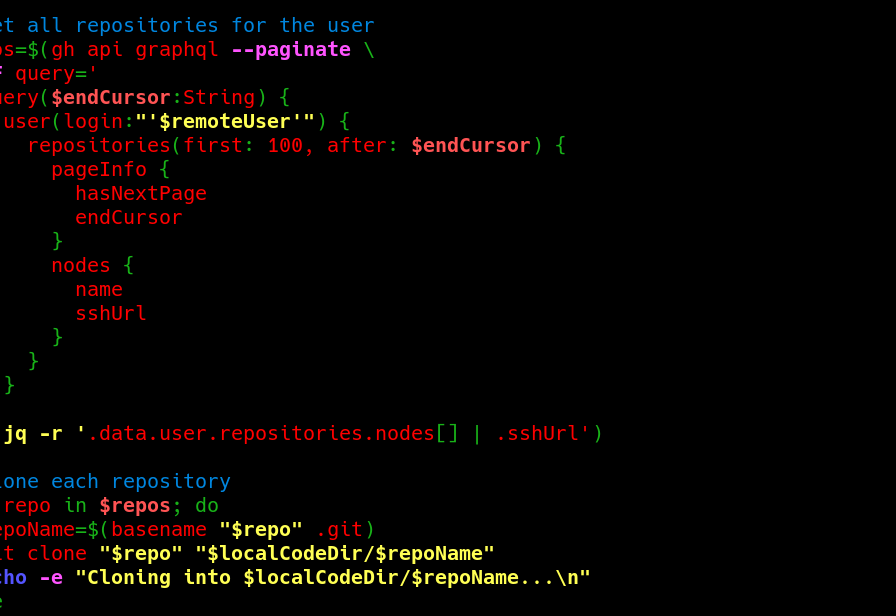 et all repositories for the user
os=$(gh api graphql --paginate \
f query='
uery($endCursor:String) {
user(login:"'$remoteUser'") {
repositories(first: 100, after: $endCursor) {
pageInfo {
hasNextPage
endCursor
}
nodes {
name
sshUrl
}
}
}
jq -r '.data.user.repositories.nodes[] | .sshUrl')
lone each repository
repo in $repos; do
epoName=$(basename "$repo" .git)
it clone "$repo" "$localCodeDir/$repoName"
cho -e "Cloning into $localCodeDir/$repoName...\n"
e